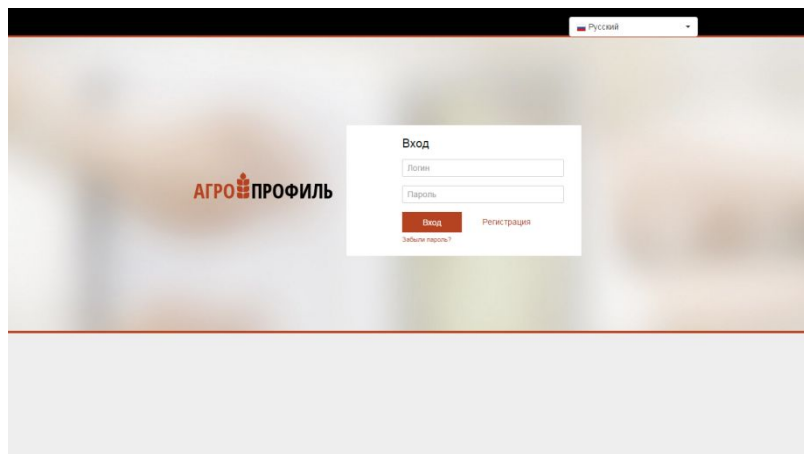 Русский
Вход
Логин
АГРОПРОФИЛЬ
Пароль
Вход Регистрация
Забыли пароль?